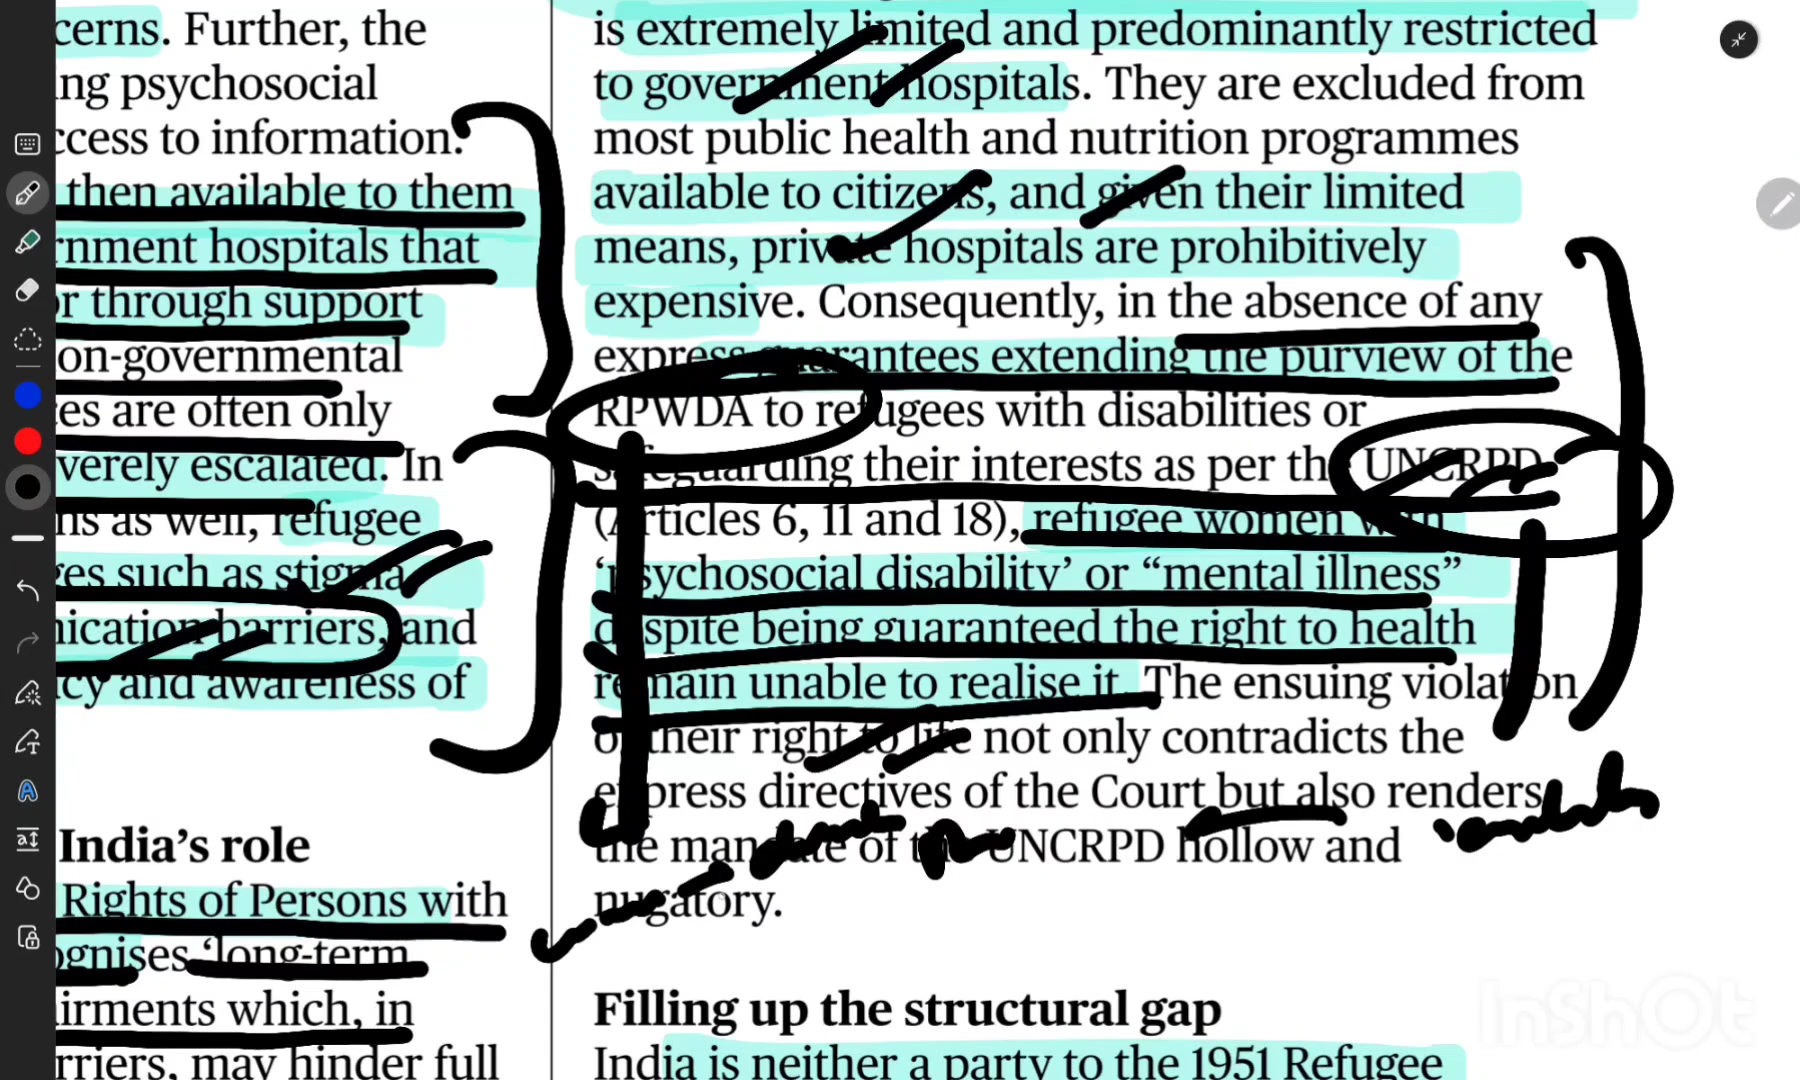 cerns. Further, the
ing psychosocial
ccess to information.
then available to them
rnment hospitals that
or through support
on-governmental
ces are often only
verely escalated. In
ns as well, refugee
ges such as stigma,
nication barriers, and
cy and awareness of
India's role
Rights of Persons with
ognises 'long-term
airments which, in
rriers, may hinder full
is extremely limited and predominantly restricted
to government hospitals. They are excluded from
most public health and nutrition programmes
available to citizens, and given their limited
means, private hospitals are prohibitively
expensive. Consequently, in the absence of any
express guarantees extending the purview of the
RPWDA to refugees with disabilities or
safeguarding their interests as per the UNCRPD
(Articles 6, 11 and 18), refugee women with
'psychosocial disability' or “mental illness”
despite being guaranteed the right to health
remain unable to realise it. The ensuing violation
of their right to life not only contradicts the
express directives of the Court but also renders
the mandate of the UNCRPD hollow and
nugatory.
Filling up the structural gap
India is neither a party to the 1951 Refugee
InShOt